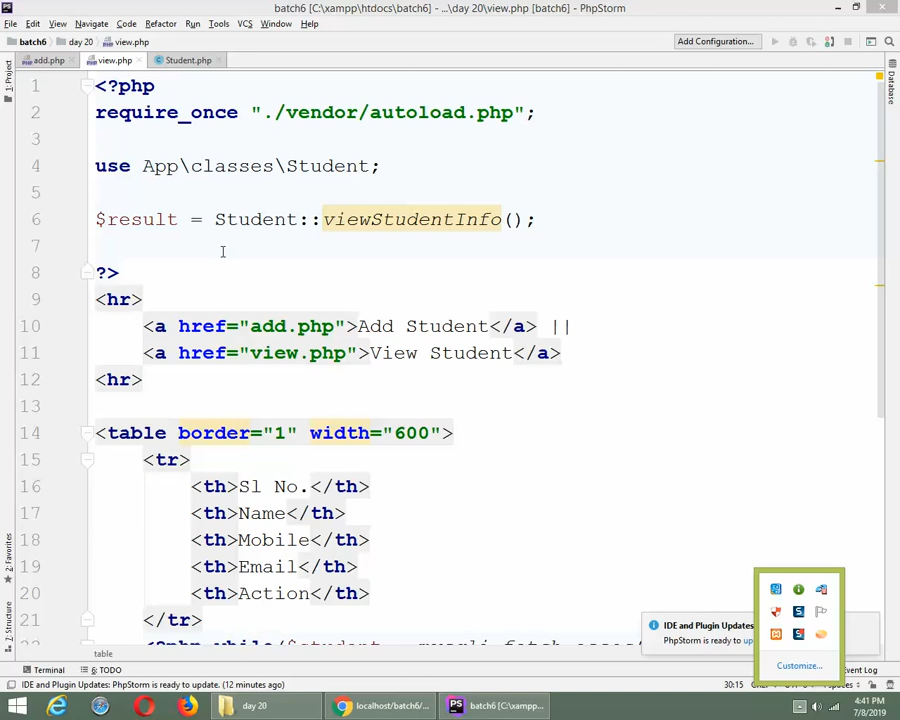 batch6 [C:\xampp\htdocs\batch6] - ...\day 20\view.php [batch6] - PhpStorm
File Edit View Navigate Code Refactor Run Tools VCS Window Help
batch6 day 20 view.php Add Configuration...
add.php view.php Student.php
1: Project
Database
1 <?php
2 require_once "./vendor/autoload.php";
3
4 use App\classes\Student;
5
6 $result = Student::viewStudentInfo();
7
8 ?>
9 <hr>
10 <a href="add.php">Add Student</a> ||
11 <a href="view.php">View Student</a>
12 <hr>
13
14 <table border="1" width="600">
15 <tr>
16 <th>Sl No.</th>
17 <th>Name</th>
18 <th>Mobile</th>
19 <th>Email</th>
20 <th>Action</th>
21 </tr>
2: Favorites
Z: Structure
IDE and Plugin Updates
PhpStorm is ready to
Customize...
table
Terminal 6: TODO Event Log
IDE and Plugin Updates: PhpStorm is ready to update. (12 minutes ago) 30:15
day 20 localhost/batch6/... batch6 [C:\xampp\...
4:41 PM
7/8/2019